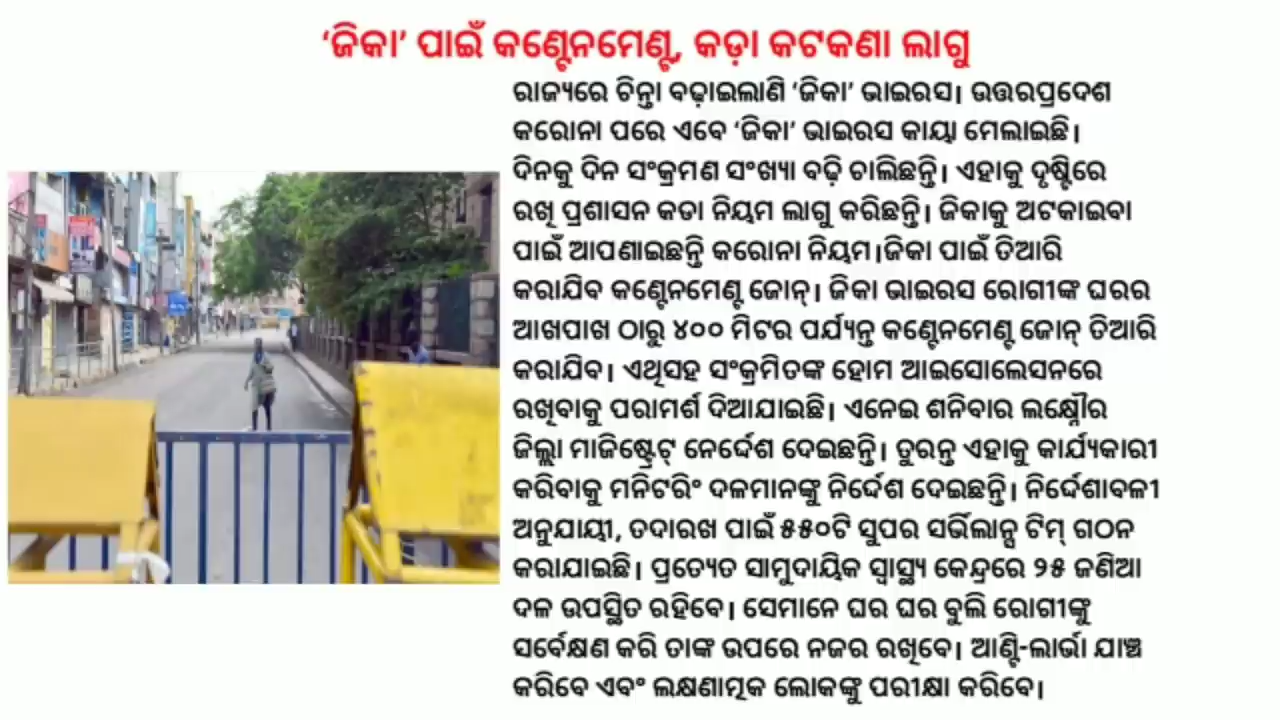 ‘ଜିକା’ ପାଇଁ କଣ୍ଟେନମେଣ୍ଟ, କଡ଼ା କଟକଣା ଲାଗୁ
ରାଜ୍ୟରେ ଚିନ୍ତା ବଢ଼ାଇଲାଣି ‘ଜିକା’ ଭାଇରସ। ଉତ୍ତରପ୍ରଦେଶ
କରୋନା ପରେ ଏବେ ‘ଜିକା’ ଭାଇରସ କାୟା ମେଲାଇଛି।
ଦିନକୁ ଦିନ ସଂକ୍ରମଣ ସଂଖ୍ୟା ବଢ଼ି ଚାଲିଛନ୍ତି। ଏହାକୁ ଦୃଷ୍ଟିରେ
ରଖି ପ୍ରଶାସନ କଡା ନିୟମ ଲାଗୁ କରିଛନ୍ତି। ଜିକାକୁ ଅଟକାଇବା
ପାଇଁ ଆପଣାଇଛନ୍ତି କରୋନା ନିୟମ।ଜିକା ପାଇଁ ତିଆରି
କରାଯିବ କଣ୍ଟେନମେଣ୍ଟ ଜୋନ୍। ଜିକା ଭାଇରସ ରୋଗୀଙ୍କ ଘରର
ଆଖପାଖ ଠାରୁ ୪୦୦ ମିଟର ପର୍ଯ୍ୟନ୍ତ କଣ୍ଟେନମେଣ୍ଟ ଜୋନ୍ ତିଆରି
କରାଯିବ। ଏଥିସହ ସଂକ୍ରମିତଙ୍କ ହୋମ ଆଇସୋଲେସନରେ
ରଖିବାକୁ ପରାମର୍ଶ ଦିଆଯାଇଛି। ଏନେଇ ଶନିବାର ଲକ୍ଷ୍ନୌର
ଜିଲ୍ଲା ମାଜିଷ୍ଟ୍ରେଟ୍ ନେର୍ଦ୍ଦେଶ ଦେଇଛନ୍ତି। ତୁରନ୍ତ ଏହାକୁ କାର୍ଯ୍ୟକାରୀ
କରିବାକୁ ମନିଟରିଂ ଦଳମାନଙ୍କୁ ନିର୍ଦ୍ଦେଶ ଦେଇଛନ୍ତି। ନିର୍ଦ୍ଦେଶାବଳୀ
ଅନୁଯାୟୀ, ତଦାରଖ ପାଇଁ ୫୫୦ଟି ସୁପର ସର୍ଭିଲାନ୍ସ ଟିମ୍ ଗଠନ
କରାଯାଇଛି। ପ୍ରତ୍ୟେତ ସାମୁଦାୟିକ ସ୍ୱାସ୍ଥ୍ୟ କେନ୍ଦ୍ରରେ ୨୫ ଜଣିଆ
ଦଳ ଉପସ୍ଥିତ ରହିବେ। ସେମାନେ ଘର ଘର ବୁଲି ରୋଗୀଙ୍କୁ
ସର୍ବେକ୍ଷଣ କରି ତାଙ୍କ ଉପରେ ନଜର ରଖିବେ। ଆଣ୍ଟି-ଲାର୍ଭା ଯାଞ୍ଚ
କରିବେ ଏବଂ ଲକ୍ଷଣାତ୍ମକ ଲୋକଙ୍କୁ ପରୀକ୍ଷା କରିବେ।